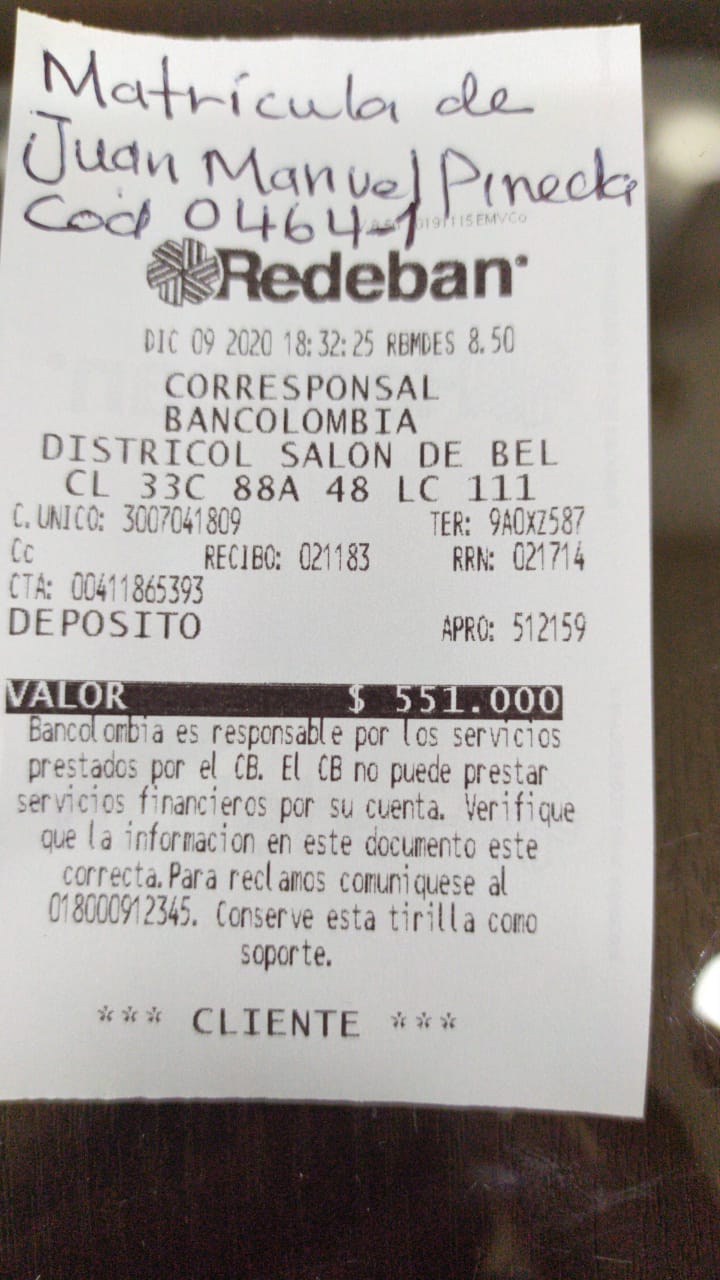 Matrícula de
Juan Manuel Pineda
Cod 0464-1
Redeban
DIC 09 2020 18:32:25 RBMDES 8.50
CORRESPONSAL
BANCOLOMBIA
DISTRICOL SALON DE BEL
CL 33C 88A 48 LC 111
C. UNICO: 3007041809 TER: 9AOXZ587
Cc RECIBO: 021183 RRN: 021714
CTA: 00411865393
DEPOSITO APRO: 512159
VALOR $ 551.000
Bancolombia es responsable por los servicios
prestados por el CB. El CB no puede prestar
servicios financieros por su cuenta. Verifique
que la informacion en este documento este
correcta.Para reclamos comuniquese al
018000912345. Conserve esta tirilla como
soporte.
*** CLIENTE ***